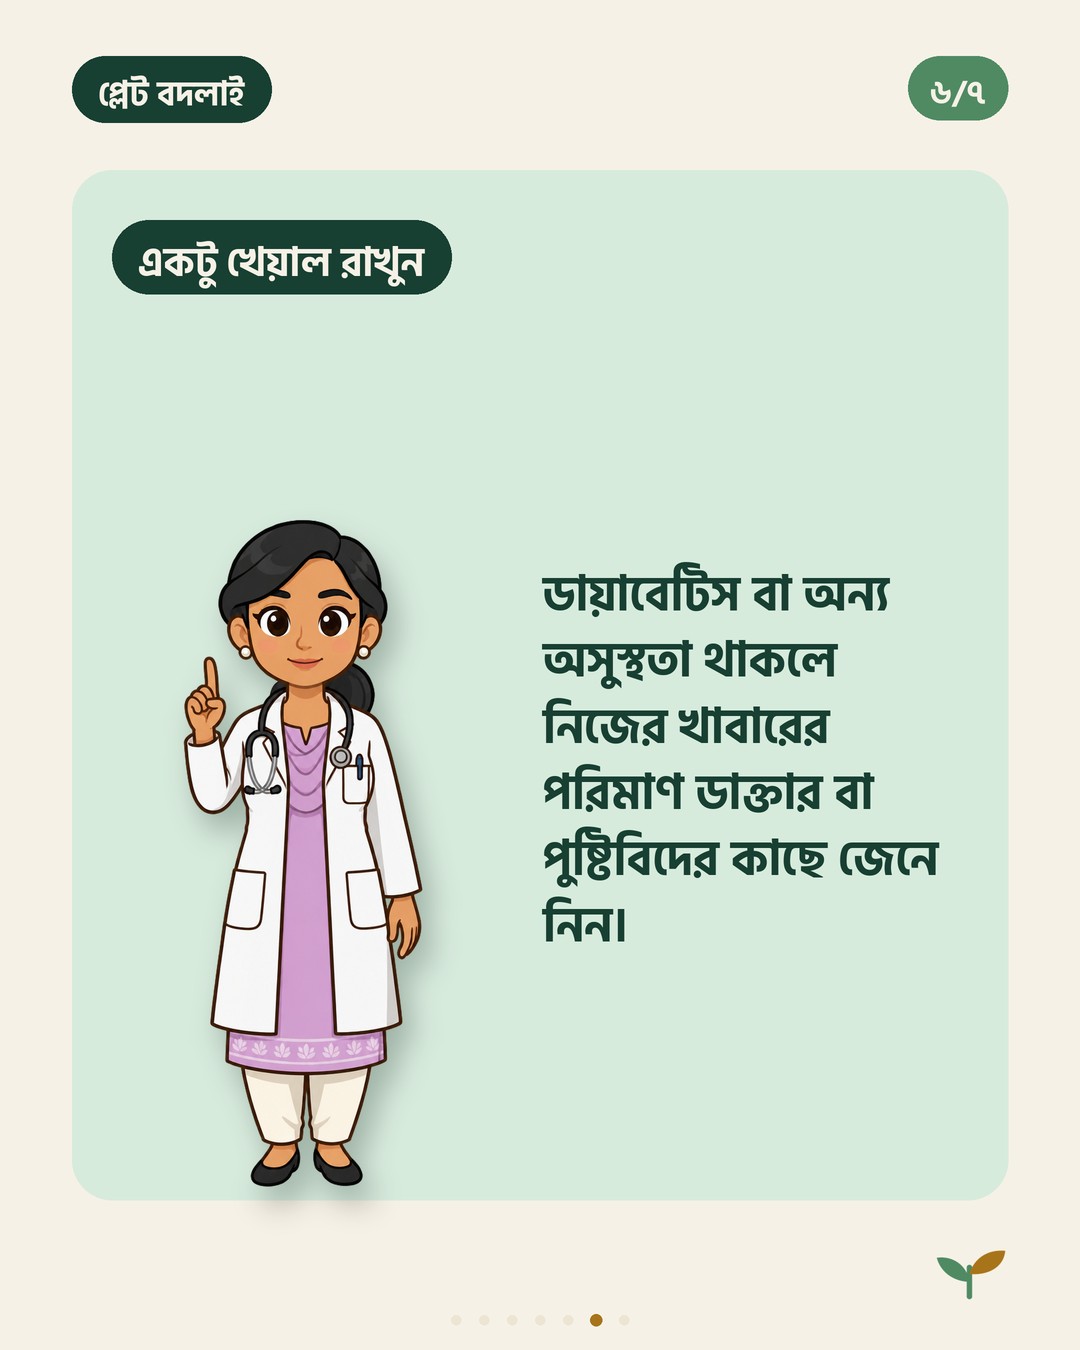 প্লেট বদলাই
৬/৭
একটু খেয়াল রাখুন
ডায়াবেটিস বা অন্য
অসুস্থতা থাকলে
নিজের খাবারের
পরিমাণ ডাক্তার বা
পুষ্টিবিদের কাছে জেনে
নিন।